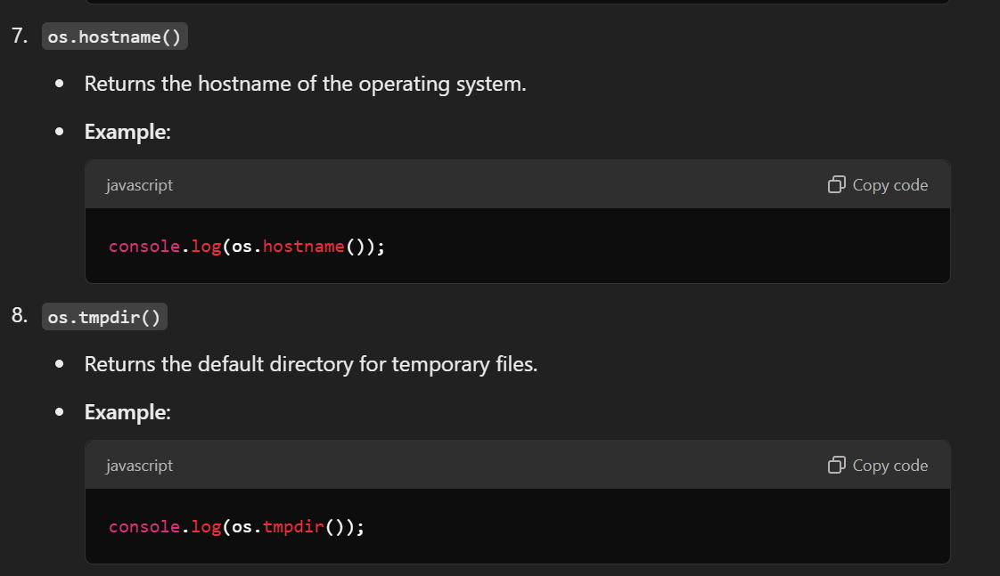 7. os.hostname()
• Returns the hostname of the operating system.
• Example:
javascript Copy code
console.log(os.hostname());
8. os.tmpdir()
• Returns the default directory for temporary files.
• Example:
javascript Copy code
console.log(os.tmpdir());